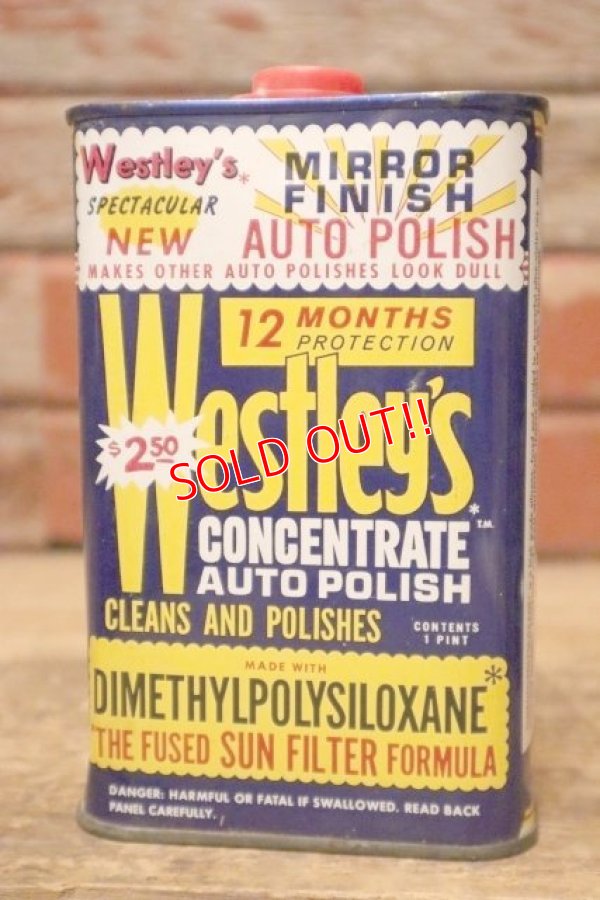 Westley's*
SPECTACULAR
NEW
MIRROR
FINISH
AUTO POLISH
MAKES OTHER AUTO POLISHES LOOK DULL
12 MONTHS
PROTECTION
Westley's*
T.M.
$2.50
SOLD OUT!!
CONCENTRATE
AUTO POLISH
CLEANS AND POLISHES
CONTENTS
1 PINT
MADE WITH
DIMETHYLPOLYSILOXANE*
"THE FUSED SUN FILTER FORMULA
DANGER: HARMFUL OR FATAL IF SWALLOWED. READ BACK
PANEL CAREFULLY.